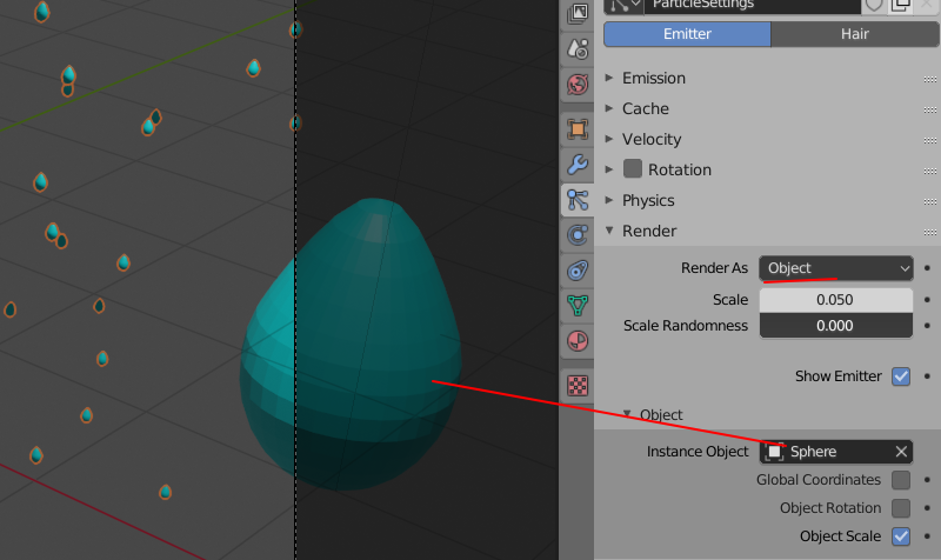 ParticleSettings
Emitter Hair
Emission
Cache
Velocity
Rotation
Physics
Render
Render As Object
Scale 0.050
Scale Randomness 0.000
Show Emitter
Object
Instance Object Sphere
Global Coordinates
Object Rotation
Object Scale